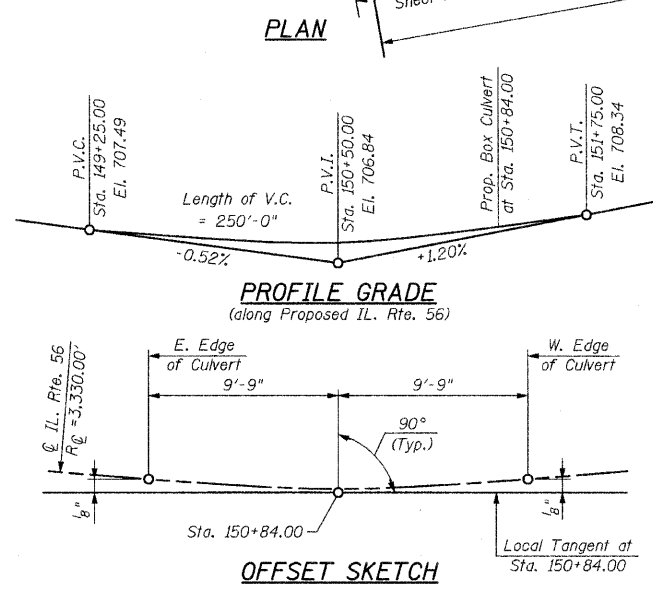 Sheet
PLAN
P.V.C.
Sta. 149+25.00
El. 707.49
Length of V.C.
= 250'-0"
P.V.I.
Sta. 150+50.00
El. 706.84
Prop. Box Culvert
at Sta. 150+84.00
P.V.T.
Sta. 151+75.00
El. 708.34
-0.52%
+1.20%
PROFILE GRADE
(along Proposed IL. Rte. 56)
℄ IL. Rte. 56
R℄ =3,330.00'
E. Edge
of Culvert
W. Edge
of Culvert
9'-9"
9'-9"
90°
(Typ.)
⅛"
⅛"
Sta. 150+84.00
Local Tangent at
Sta. 150+84.00
OFFSET SKETCH